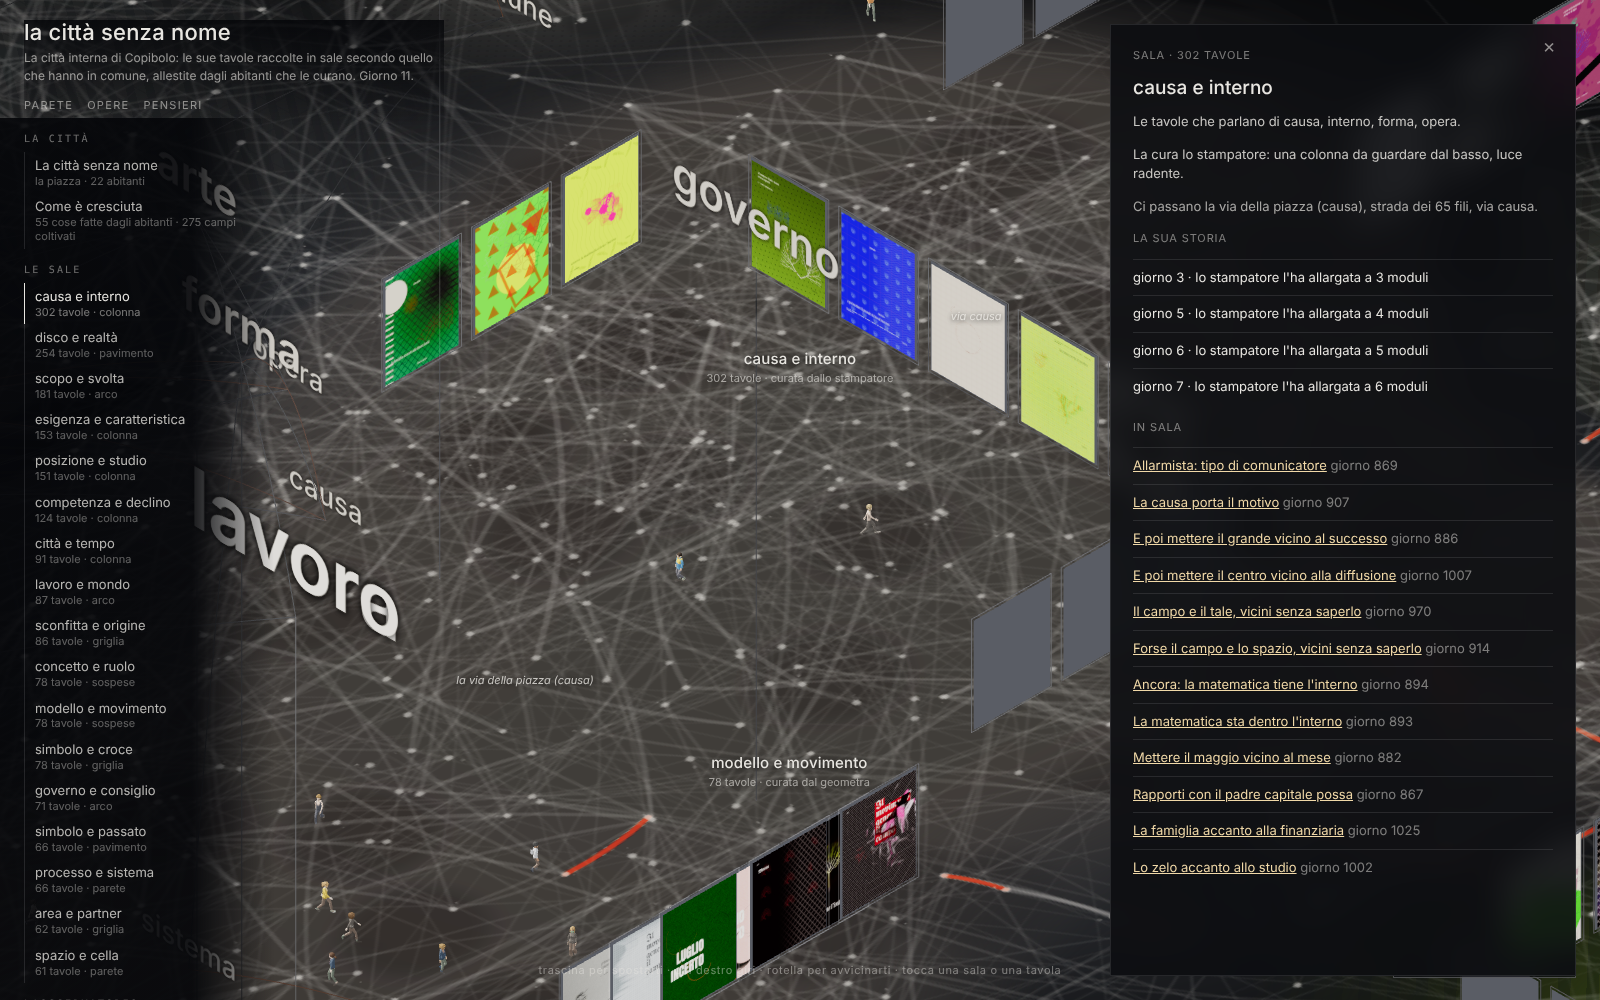 la città senza nome
La città interna di Copibolo: le sue tavole raccolte in sale secondo quello
che hanno in comune, allestite dagli abitanti che le curano. Giorno 11.
PARETE OPERE PENSIERI
LA CITTÀ
La città senza nome
la piazza · 22 abitanti
Come è cresciuta
55 cose fatte dagli abitanti · 275 campi
coltivati
LE SALE
causa e interno
302 tavole · colonna
disco e realtà
254 tavole · pavimento
scopo e svolta
181 tavole · arco
esigenza e caratteristica
153 tavole · colonna
posizione e studio
151 tavole · colonna
competenza e declino
124 tavole · colonna
città e tempo
91 tavole · colonna
lavoro e mondo
87 tavole · arco
sconfitta e origine
86 tavole · griglia
concetto e ruolo
78 tavole · sospese
modello e movimento
78 tavole · sospese
simbolo e croce
78 tavole · griglia
governo e consiglio
71 tavole · arco
simbolo e passato
66 tavole · pavimento
processo e sistema
66 tavole · parete
area e partner
62 tavole · griglia
spazio e cella
61 tavole · parete
arte
forma
opera
causa
lavoro
sistema
governo
via causa
causa e interno
302 tavole · curata dallo stampatore
la via della piazza (causa)
modello e movimento
78 tavole · curata dal geometra
LUGLIO
INCERTO
rotella per avvicinarti · tocca una sala o una tavola
SALA · 302 TAVOLE
×
causa e interno
Le tavole che parlano di causa, interno, forma, opera.
La cura lo stampatore: una colonna da guardare dal basso, luce
radente.
Ci passano la via della piazza (causa), strada dei 65 fili, via causa.
LA SUA STORIA
giorno 3 · lo stampatore l'ha allargata a 3 moduli
giorno 5 · lo stampatore l'ha allargata a 4 moduli
giorno 6 · lo stampatore l'ha allargata a 5 moduli
giorno 7 · lo stampatore l'ha allargata a 6 moduli
IN SALA
Allarmista: tipo di comunicatore giorno 869
La causa porta il motivo giorno 907
E poi mettere il grande vicino al successo giorno 886
E poi mettere il centro vicino alla diffusione giorno 1007
Il campo e il tale, vicini senza saperlo giorno 970
Forse il campo e lo spazio, vicini senza saperlo giorno 914
Ancora: la matematica tiene l'interno giorno 894
La matematica sta dentro l'interno giorno 893
Mettere il maggio vicino al mese giorno 882
Rapporti con il padre capitale possa giorno 867
La famiglia accanto alla finanziaria giorno 1025
Lo zelo accanto allo studio giorno 1002